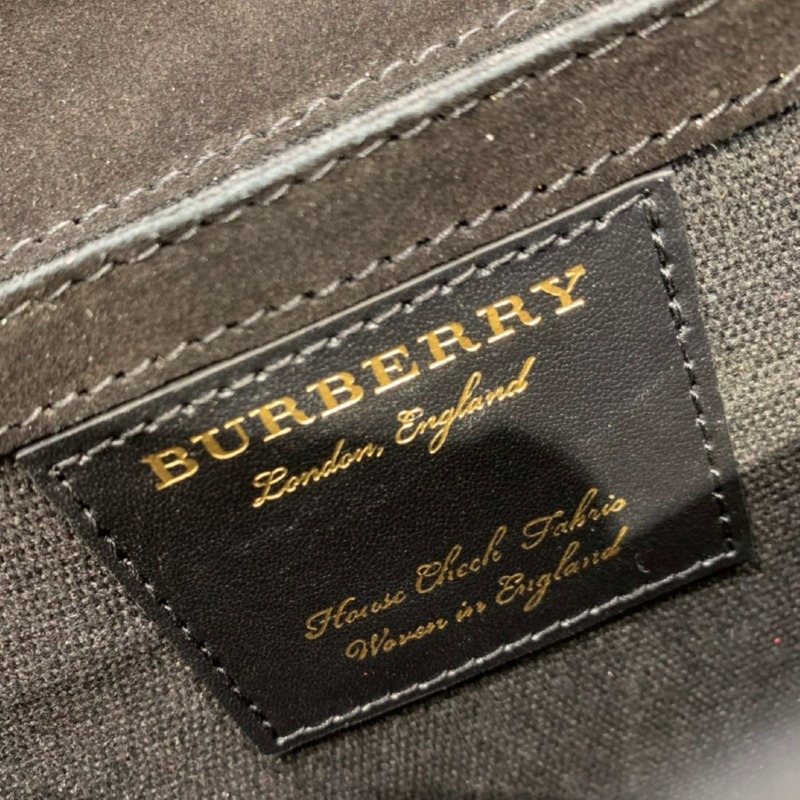 BURBERRY
London, England
House Check Fabric
Woven in England